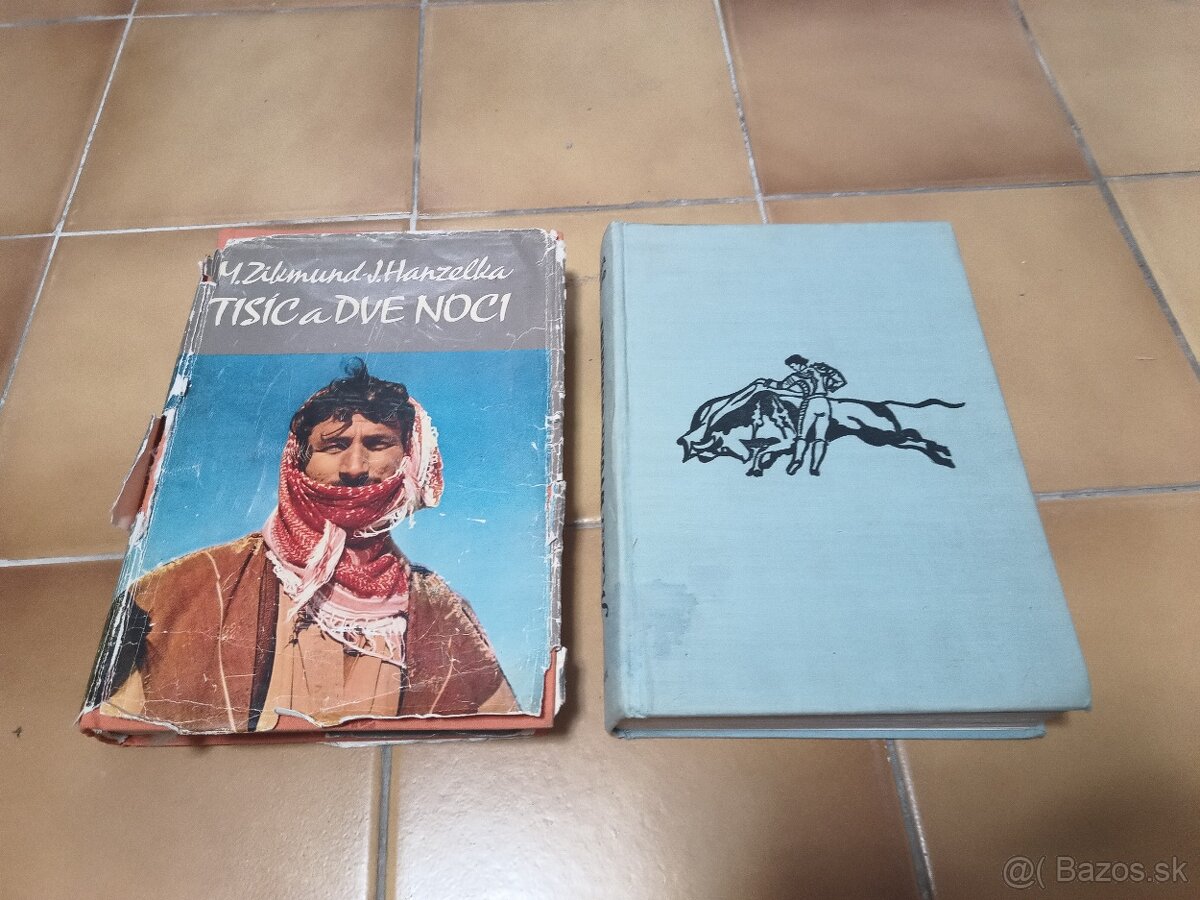 M.Zikmund-J.Hanzelka
TISÍC a DVE NOCI
@( Bazos.sk